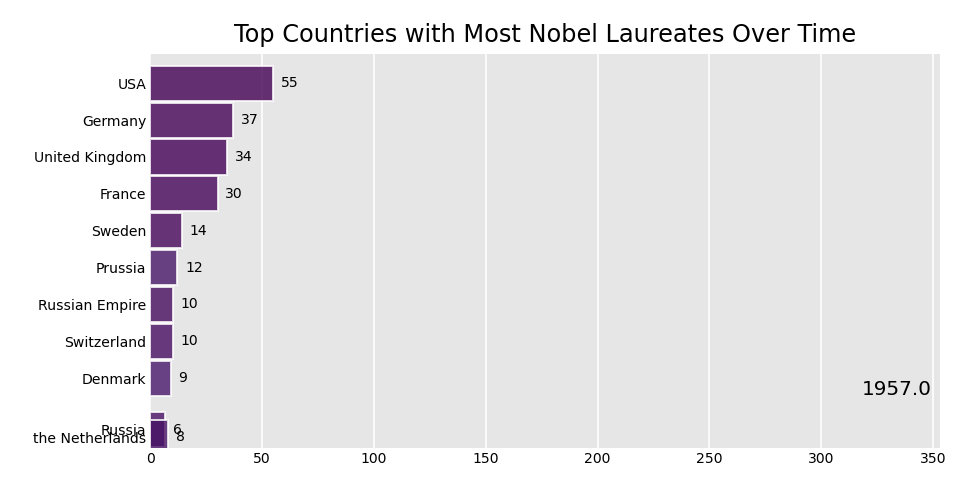 Top Countries with Most Nobel Laureates Over Time
USA 55
Germany 37
United Kingdom 34
France 30
Sweden 14
Prussia 12
Russian Empire 10
Switzerland 10
Denmark 9
1957.0
Russia 6
the Netherlands 8
0 50 100 150 200 250 300 350